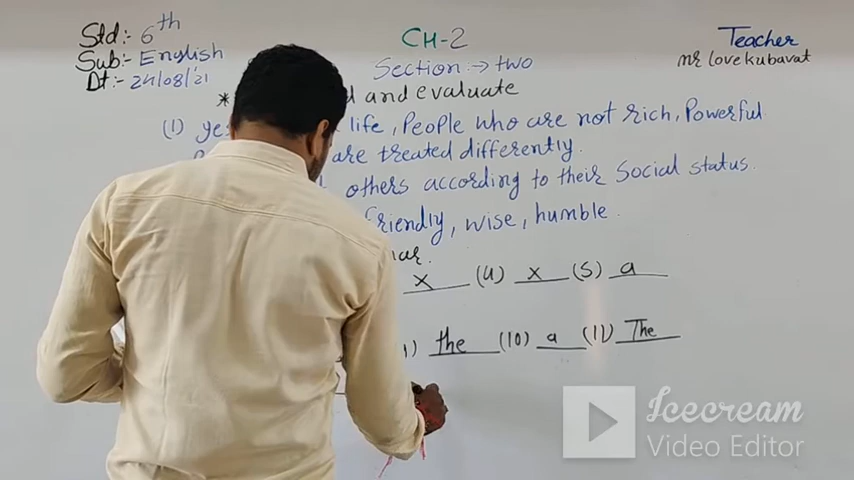 Std:- 6th
Sub:- English
Dt:- 24/08/21
CH-2
Section:→ two
Teacher
mr love kubavat
* d and evaluate
(1) ye life, People who are not rich, Powerful
are treated differently.
others according to their Social status.
friendly, wise, humble.
x (4) x (5) a
) the (10) a (11) The
Icecream
Video Editor